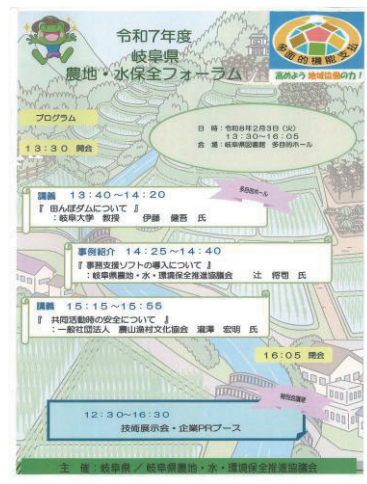 令和7年度
岐阜県
農地・水保全フォーラム
多面的機能支払
高めよう 地域協働の力！
プログラム
13：30 開会
日 時：令和8年2月3日（火）
13：30～16：05
会 場：岐阜県図書館 多目的ホール
多目的ホール
講義 13：40～14：20
『 田んぼダムについて 』
：岐阜大学 教授 伊藤 健吾 氏
事例紹介 14：25～14：40
『 事務支援ソフトの導入について 』
：岐阜県農地・水・環境保全推進協議会 辻 将司 氏
講義 15：15～15：55
『 共同活動時の安全について 』
：一般社団法人 農山漁村文化協会 瀧澤 宏明 氏
16：05 閉会
12：30～16：30
技術展示会・企業PRブース
主 催：岐阜県 ／ 岐阜県農地・水・環境保全推進協議会